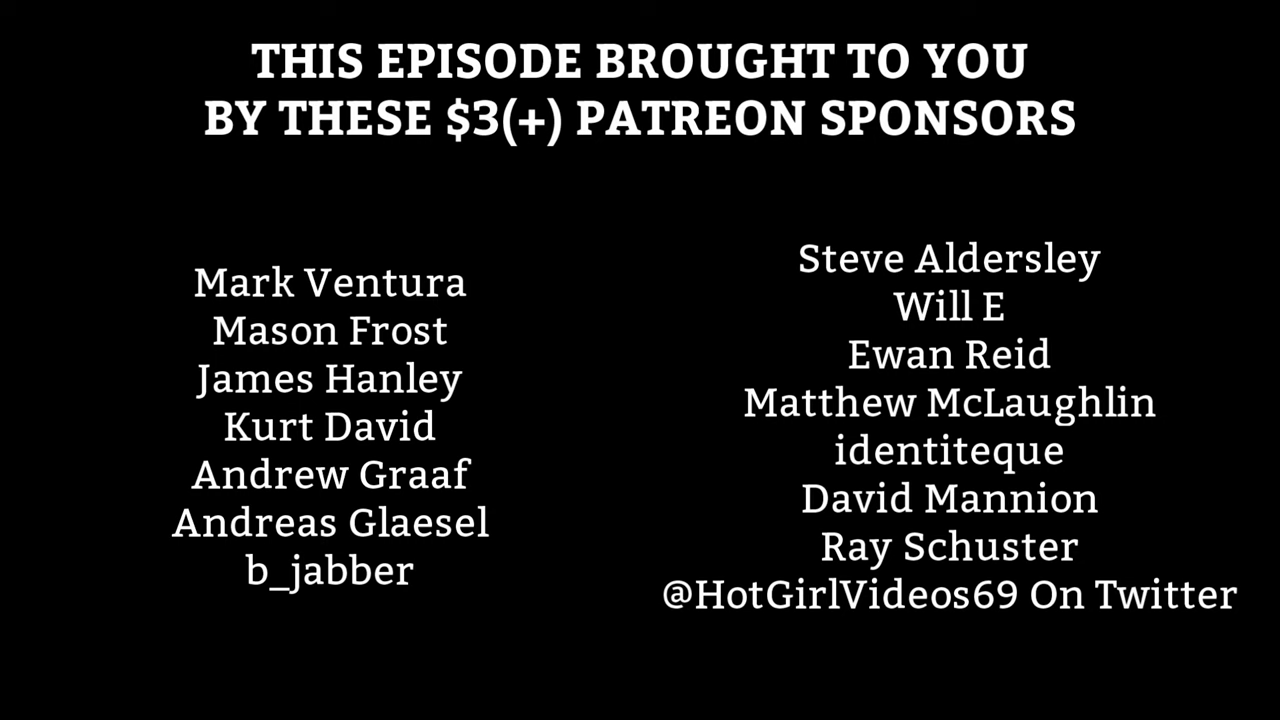 THIS EPISODE BROUGHT TO YOU
BY THESE $3(+) PATREON SPONSORS
Mark Ventura
Mason Frost
James Hanley
Kurt David
Andrew Graaf
Andreas Glaesel
b_jabber
Steve Aldersley
Will E
Ewan Reid
Matthew McLaughlin
identiteque
David Mannion
Ray Schuster
@HotGirlVideos69 On Twitter